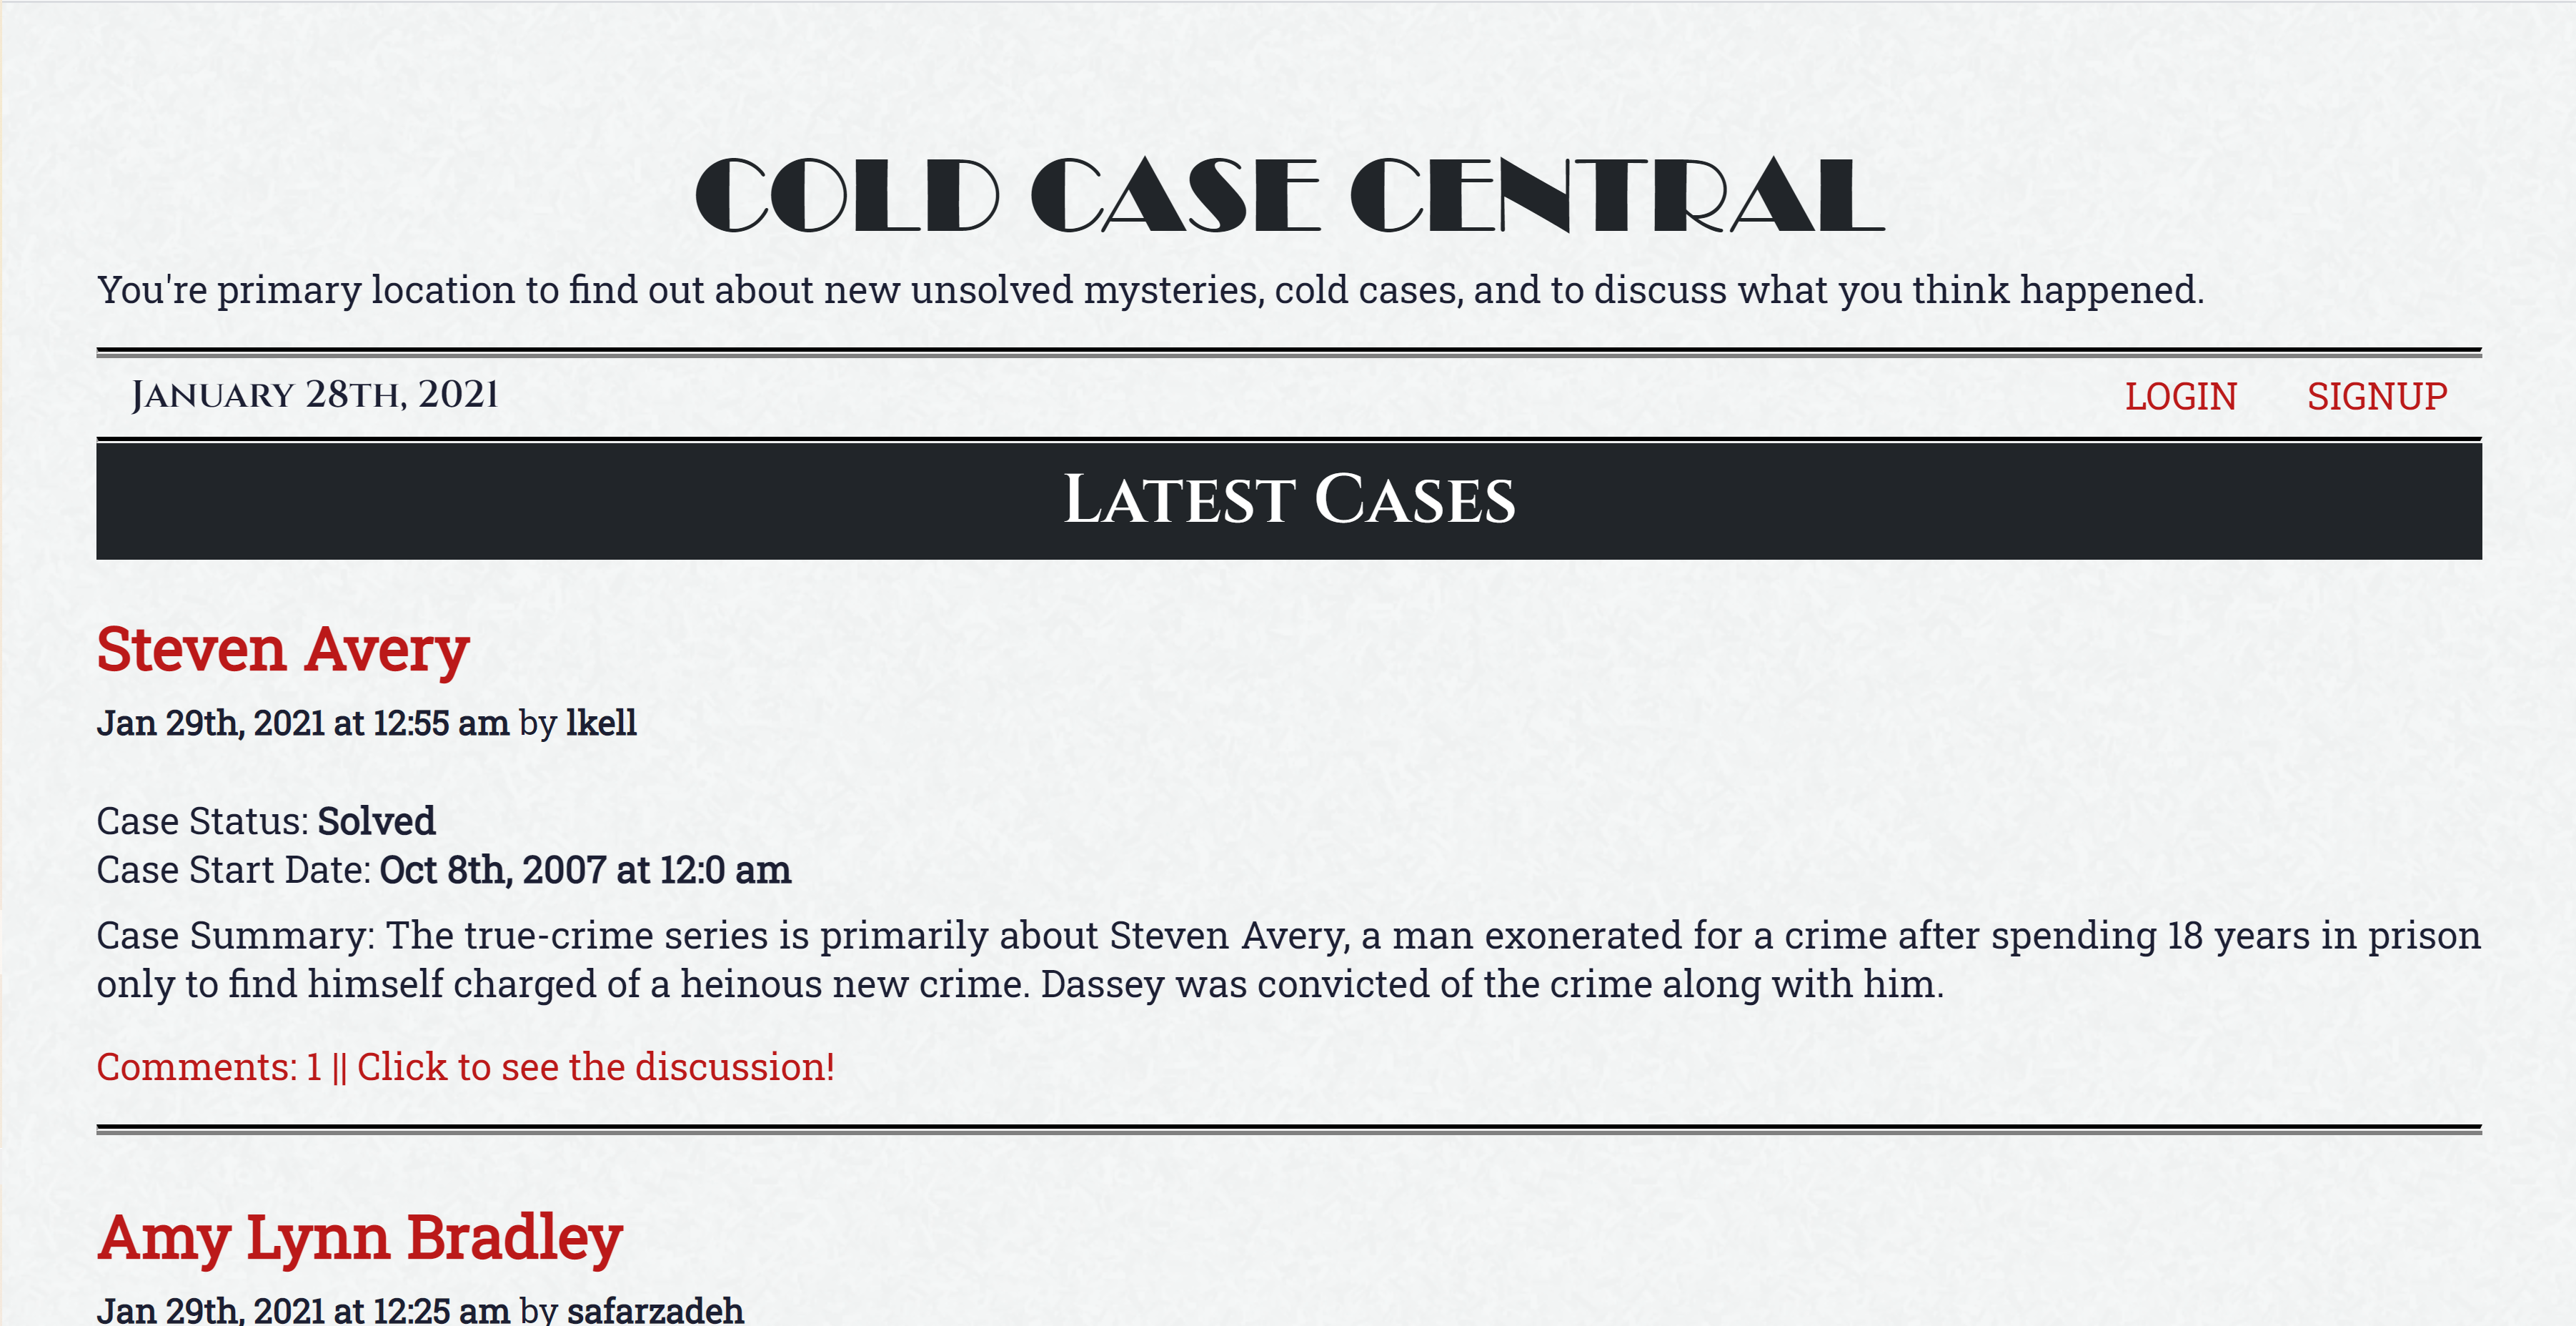 COLD CASE CENTRAL
You're primary location to find out about new unsolved mysteries, cold cases, and to discuss what you think happened.
January 28th, 2021
LOGIN SIGNUP
Latest Cases
Steven Avery
Jan 29th, 2021 at 12:55 am by lkell
Case Status: Solved
Case Start Date: Oct 8th, 2007 at 12:0 am
Case Summary: The true-crime series is primarily about Steven Avery, a man exonerated for a crime after spending 18 years in prison
only to find himself charged of a heinous new crime. Dassey was convicted of the crime along with him.
Comments: 1 || Click to see the discussion!
Amy Lynn Bradley
Jan 29th, 2021 at 12:25 am by safarzadeh